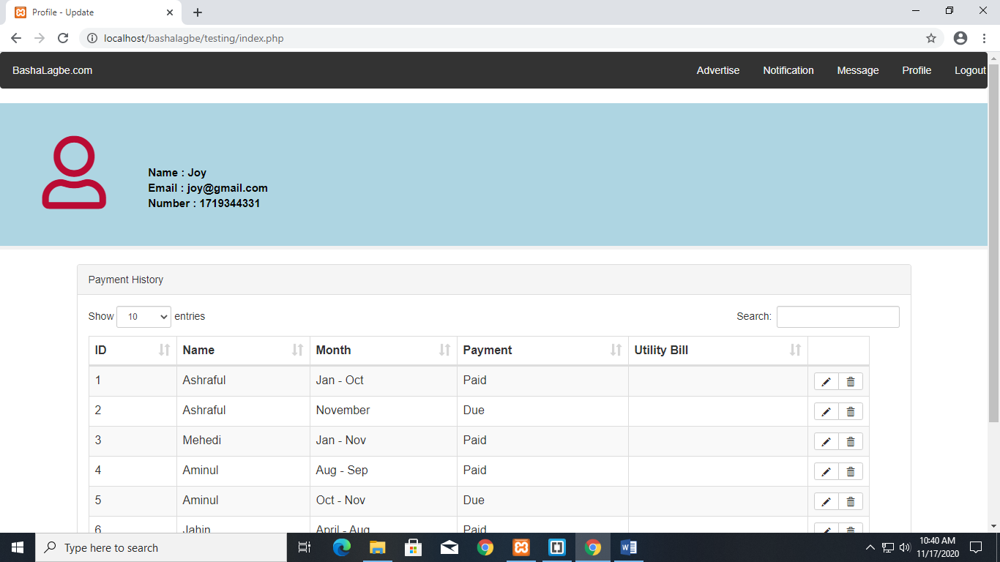 Profile - Update
localhost/bashalagbe/testing/index.php
BashaLagbe.com Advertise Notification Message Profile Logout
Name : Joy
Email : joy@gmail.com
Number : 1719344331
Payment History
Show 10 entries Search:
ID Name Month Payment Utility Bill
1 Ashraful Jan - Oct Paid
2 Ashraful November Due
3 Mehedi Jan - Nov Paid
4 Aminul Aug - Sep Paid
5 Aminul Oct - Nov Due
6 Jahin April - Aug Paid
Type here to search
10:40 AM
11/17/2020